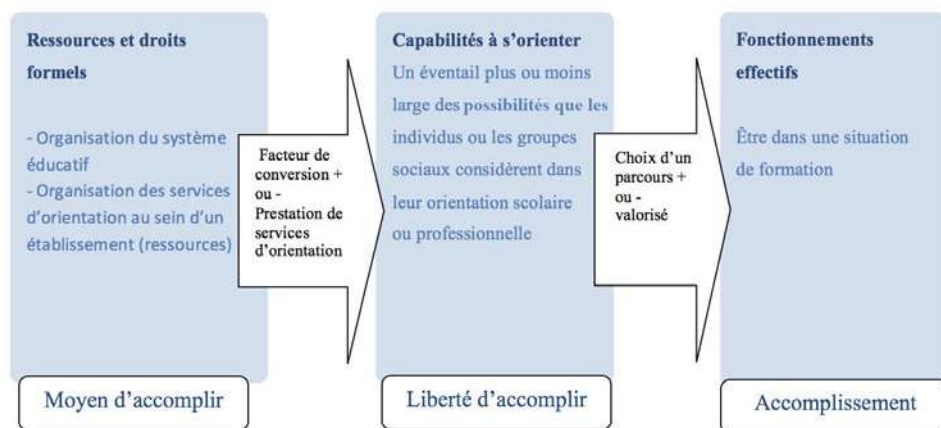 Ressources et droits
formels
- Organisation du système
éducatif
- Organisation des services
d'orientation au sein d'un
établissement (ressources)
Moyen d'accomplir
Facteur de
conversion +
ou -
Prestation de
services
d'orientation
Capabilités à s'orienter
Un éventail plus ou moins
large des possibilités que les
individus ou les groupes
sociaux considèrent dans
leur orientation scolaire
ou professionnelle
Liberté d'accomplir
Choix d'un
parcours +
ou -
valorisé
Fonctionnements
effectifs
Être dans une situation
de formation
Accomplissement